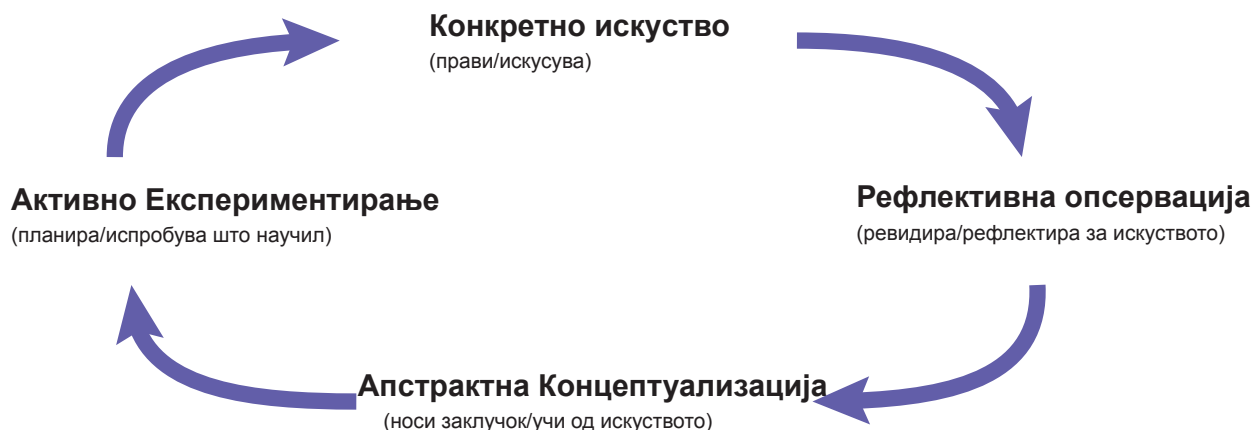 Конкретно искуство
(прави/искусува)
Активно Експериментирање
(планира/испробува што научил)
Рефлективна опсервација
(ревидира/рефлектира за искуството)
Апстрактна Концептуализација
(носи заклучок/учи од искуството)